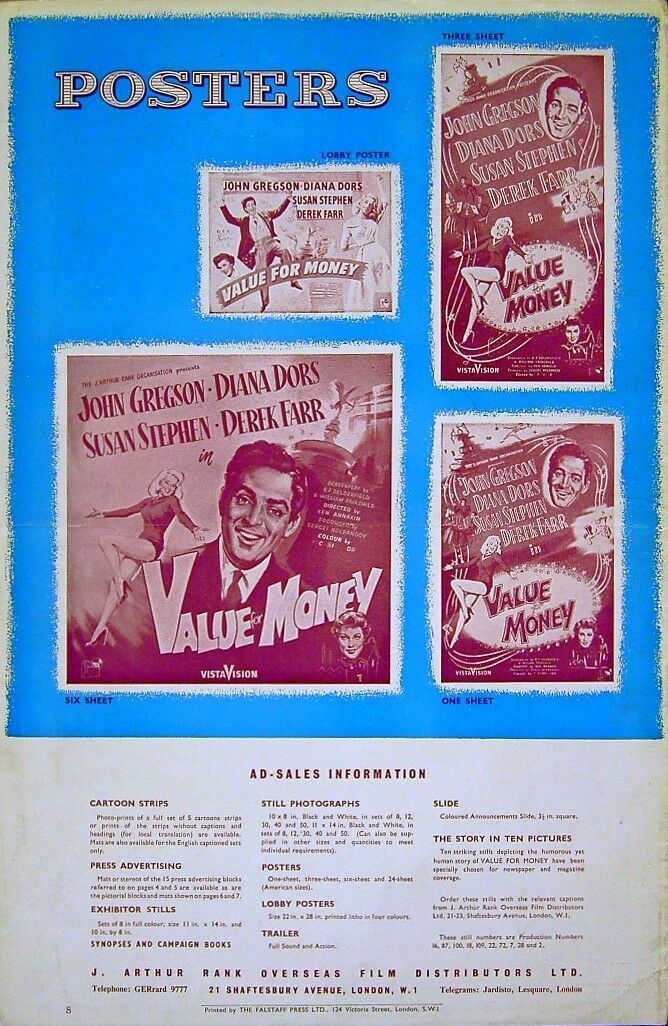 POSTERS
THREE SHEET
LOBBY POSTER
JOHN GREGSON·DIANA DORS
SUSAN STEPHEN
DEREK FARR
VALUE FOR MONEY
JOHN GREGSON
DIANA DORS
SUSAN STEPHEN
DEREK FARR
in
VALUE for
MONEY
VISTAVISION
THE J. ARTHUR RANK ORGANISATION presents
JOHN GREGSON · DIANA DORS
SUSAN STEPHEN · DEREK FARR
in
SCREENPLAY by
R.F. DELDERFIELD
& WILLIAM FAIRCHILD
DIRECTED by
KEN ANNAKIN
PRODUCED by
SERGEI NOLBANDOV
COLOUR by
VALUE for MONEY
VISTAVISION
SIX SHEET
JOHN GREGSON
DIANA DORS
SUSAN STEPHEN
DEREK FARR
in
VALUE for
MONEY
VISTAVISION
ONE SHEET
AD-SALES INFORMATION
CARTOON STRIPS
Photo-prints of a full set of 5 cartoons strips
or prints of the strips without captions and
headings (for local translation) are available.
Mats are also available for the English captioned sets
only.
PRESS ADVERTISING
Mats or stereos of the 15 press advertising blocks
referred to on pages 4 and 5 are available as are
the pictorial blocks and mats shown on pages 6 and 7.
EXHIBITOR STILLS
Sets of 8 in full colour, size 11 in. x 14 in. and
10 in. by 8 in.
SYNOPSES AND CAMPAIGN BOOKS
STILL PHOTOGRAPHS
10 x 8 in. Black and White, in sets of 8, 12,
30, 40 and 50, 11 x 14 in. Black and White, in
sets of 8, 12, 30, 40 and 50. (Can also be sup-
plied in other sizes and quantities to meet
individual requirements).
POSTERS
One-sheet, three-sheet, six-sheet and 24-sheet
(American sizes).
LOBBY POSTERS
Size 22 in. x 28 in. printed litho in four colours.
TRAILER
Full Sound and Action.
SLIDE
Coloured Announcements Slide, 3¼ in. square.
THE STORY IN TEN PICTURES
Ten striking stills depicting the humorous yet
human story of VALUE FOR MONEY have been
specially chosen for newspaper and magazine
coverage.
Order these stills with the relevant captions
from J. Arthur Rank Overseas Film Distributors
Ltd, 21-23, Shaftesbury Avenue, London, W.1,
These still numbers are Production Numbers
16, 87, 100, 18, 109, 22, 72, 7, 28 and 2.
J. ARTHUR RANK OVERSEAS FILM DISTRIBUTORS LTD.
Telephone: GERrard 9777 21 SHAFTESBURY AVENUE, LONDON, W.1 Telegrams: Jardisto, Lesquare, London
8
Printed by THE FALSTAFF PRESS LTD., 124 Victoria Street, London, S.W.1